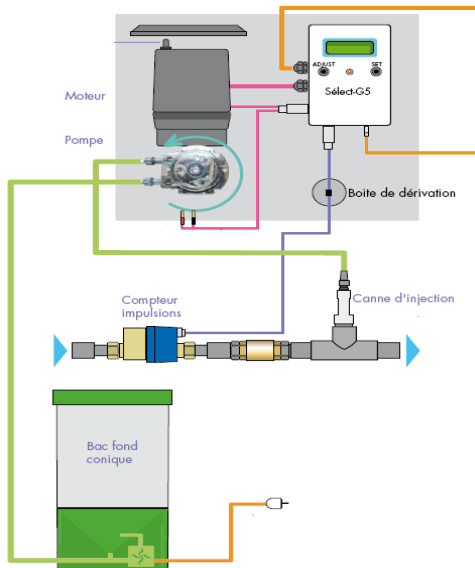 Moteur
Pompe
ADJUST
SET
Sélect-G5
Boite de dérivation
Compteur
impulsions
Canne d'injection
Bac fond
conique